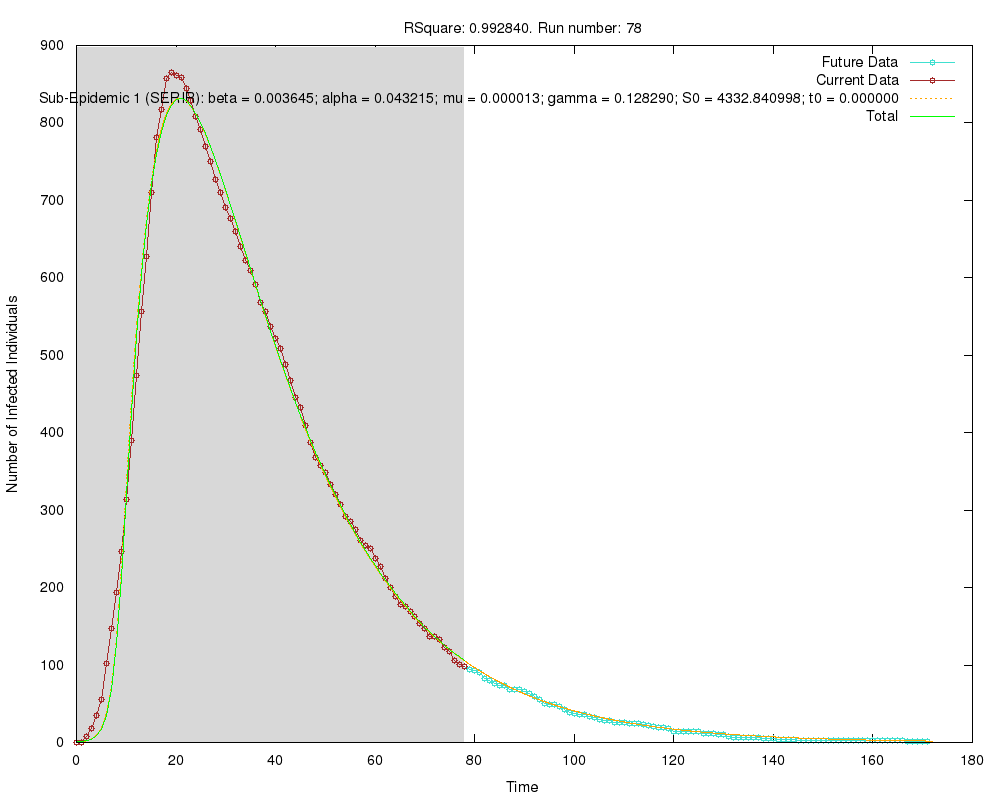 RSquare: 0.992840. Run number: 78
Future Data
Current Data
Sub-Epidemic 1 (SEPIR): beta = 0.003645; alpha = 0.043215; mu = 0.000013; gamma = 0.128290; S0 = 4332.840998; t0 = 0.000000
Total
900
800
700
600
500
400
300
200
100
0
Number of Infected Individuals
0 20 40 60 80 100 120 140 160 180
Time